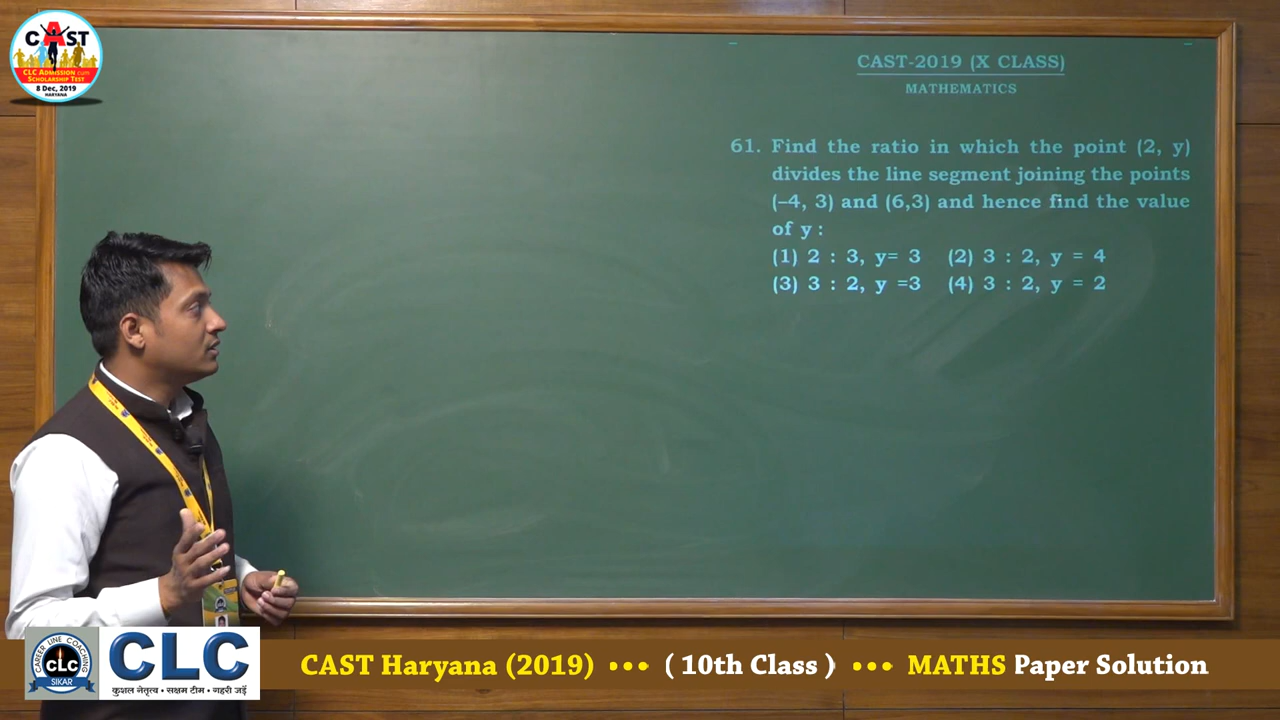 CAST
CLC ADMISSION cum
SCHOLARSHIP TEST
8 Dec, 2019
HARYANA
CAST-2019 (X CLASS)
MATHEMATICS
61. Find the ratio in which the point (2, y)
divides the line segment joining the points
(–4, 3) and (6,3) and hence find the value
of y :
(1) 2 : 3, y= 3 (2) 3 : 2, y = 4
(3) 3 : 2, y =3 (4) 3 : 2, y = 2
CAREER LINE COACHING
CLC
SIKAR
CLC
कुशल नेतृत्व • सक्षम टीम • गहरी जड़ें
CAST Haryana (2019) ••• ( 10th Class ) ••• MATHS Paper Solution